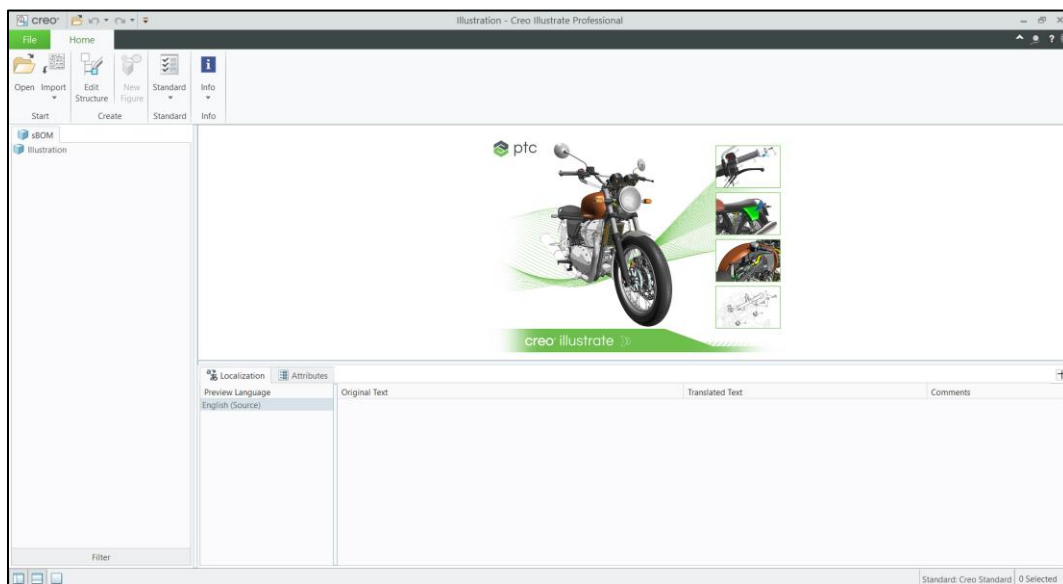 creo
Illustration - Creo Illustrate Professional
File
Home
?
Open
Import
Edit Structure
New Figure
Standard
Info
Start
Create
Standard
Info
sBOM
Illustration
ptc
creo illustrate
Localization
Attributes
Preview Language
Original Text
Translated Text
Comments
English (Source)
Filter
Standard: Creo Standard
0 Selected